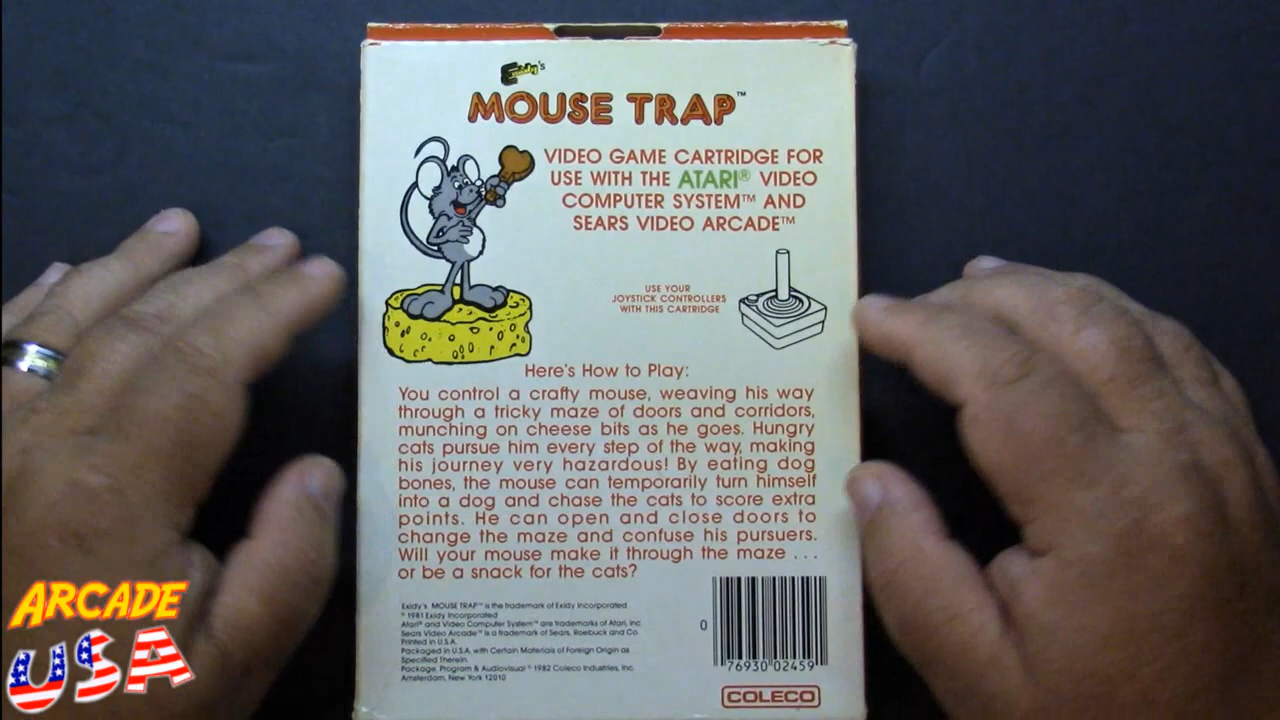 Exidy's
MOUSE TRAP™
VIDEO GAME CARTRIDGE FOR
USE WITH THE ATARI® VIDEO
COMPUTER SYSTEM™ AND
SEARS VIDEO ARCADE™
USE YOUR
JOYSTICK CONTROLLERS
WITH THIS CARTRIDGE
Here's How to Play:
You control a crafty mouse, weaving his way
through a tricky maze of doors and corridors,
munching on cheese bits as he goes. Hungry
cats pursue him every step of the way, making
his journey very hazardous! By eating dog
bones, the mouse can temporarily turn himself
into a dog and chase the cats to score extra
points. He can open and close doors to
change the maze and confuse his pursuers.
Will your mouse make it through the maze . . .
or be a snack for the cats?
Exidy's MOUSE TRAP™ is the trademark of Exidy Incorporated
© 1981 Exidy Incorporated
Atari® and Video Computer System™ are trademarks of Atari, Inc
Sears Video Arcade™ is a trademark of Sears, Roebuck and Co
Printed in U.S.A.
Packaged in U.S.A. with Certain Materials of Foreign Origin as
Specified Therein.
Package, Program & Audiovisual © 1982 Coleco Industries, Inc.
Amsterdam, New York 12010
0 76930 02459
COLECO
ARCADE
USA